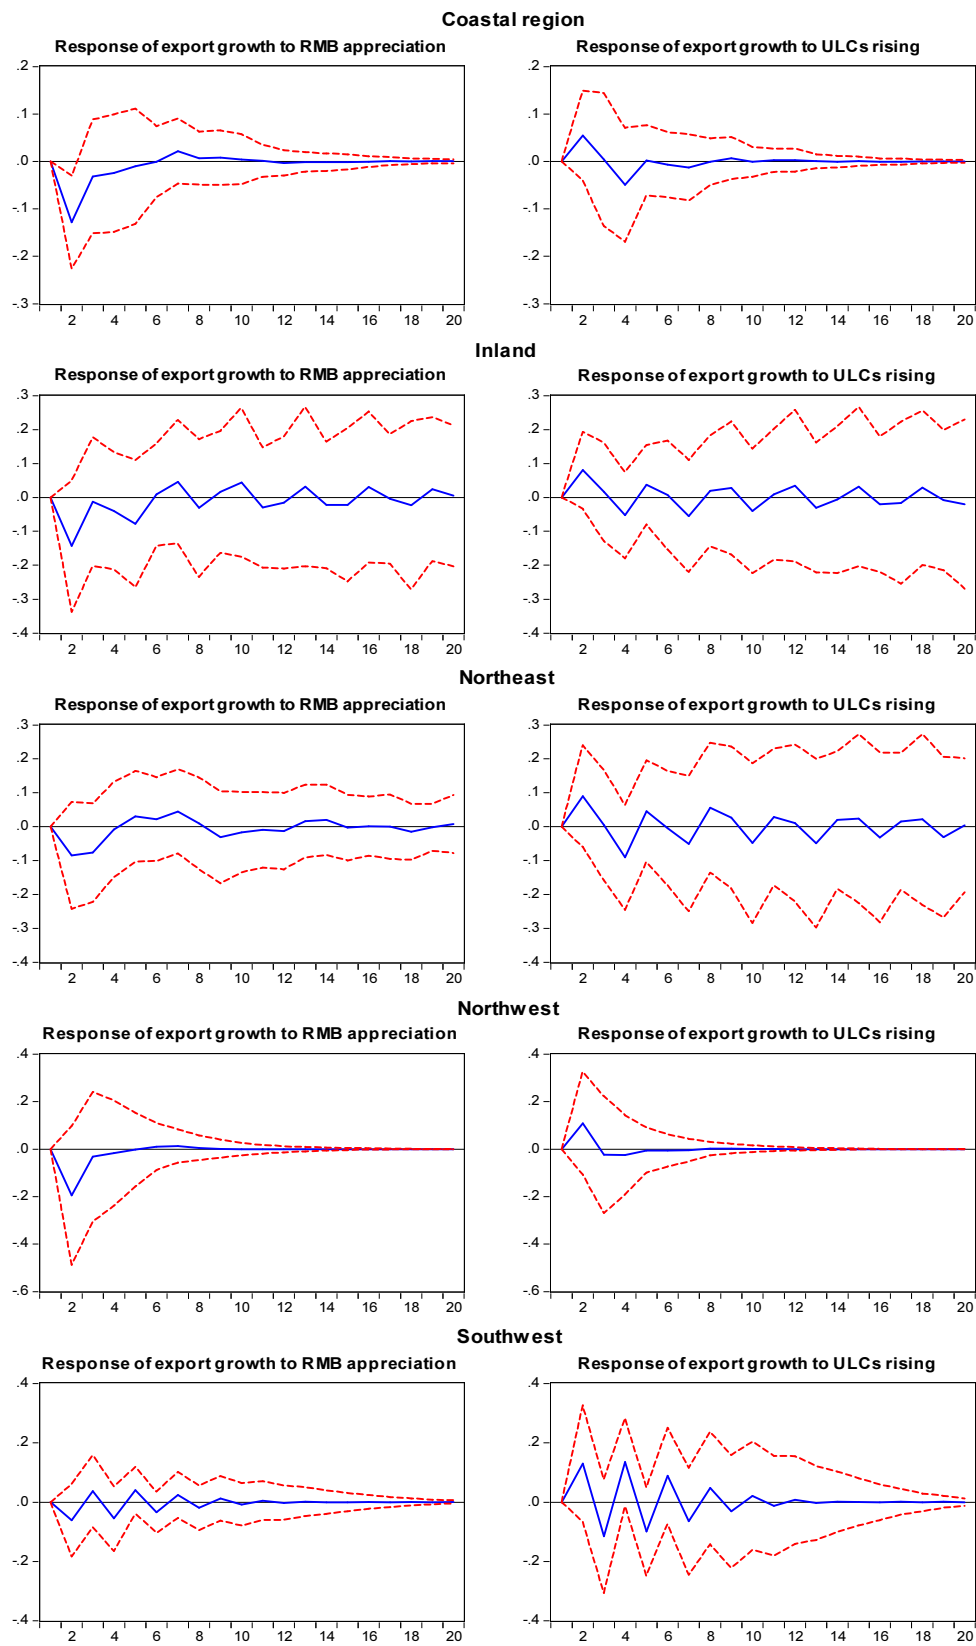 Coastal region
Response of export growth to RMB appreciation
Response of export growth to ULCs rising
.2
.1
.0
-.1
-.2
-.3
2 4 6 8 10 12 14 16 18 20
.2
.1
.0
-.1
-.2
-.3
2 4 6 8 10 12 14 16 18 20
Inland
Response of export growth to RMB appreciation
Response of export growth to ULCs rising
.3
.2
.1
.0
-.1
-.2
-.3
-.4
2 4 6 8 10 12 14 16 18 20
.3
.2
.1
.0
-.1
-.2
-.3
-.4
2 4 6 8 10 12 14 16 18 20
Northeast
Response of export growth to RMB appreciation
Response of export growth to ULCs rising
.3
.2
.1
.0
-.1
-.2
-.3
-.4
2 4 6 8 10 12 14 16 18 20
.3
.2
.1
.0
-.1
-.2
-.3
-.4
2 4 6 8 10 12 14 16 18 20
Northwest
Response of export growth to RMB appreciation
Response of export growth to ULCs rising
.4
.2
.0
-.2
-.4
-.6
2 4 6 8 10 12 14 16 18 20
.4
.2
.0
-.2
-.4
-.6
2 4 6 8 10 12 14 16 18 20
Southwest
Response of export growth to RMB appreciation
Response of export growth to ULCs rising
.4
.2
.0
-.2
-.4
2 4 6 8 10 12 14 16 18 20
.4
.2
.0
-.2
-.4
2 4 6 8 10 12 14 16 18 20